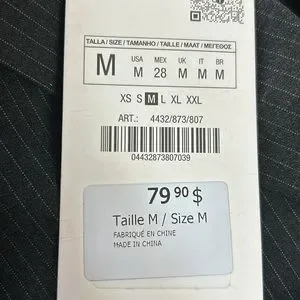 TALLA / SIZE / TAMANHO / TAILLE / MAAT / ΜΕΓΕΘΟΣ
M
USA MEX UK IT BR
M 28 M M M
XS S M L XL XXL
ART.: 4432/873/807
04432873807039
79 90 $
Taille M / Size M
FABRIQUÉ EN CHINE
MADE IN CHINA